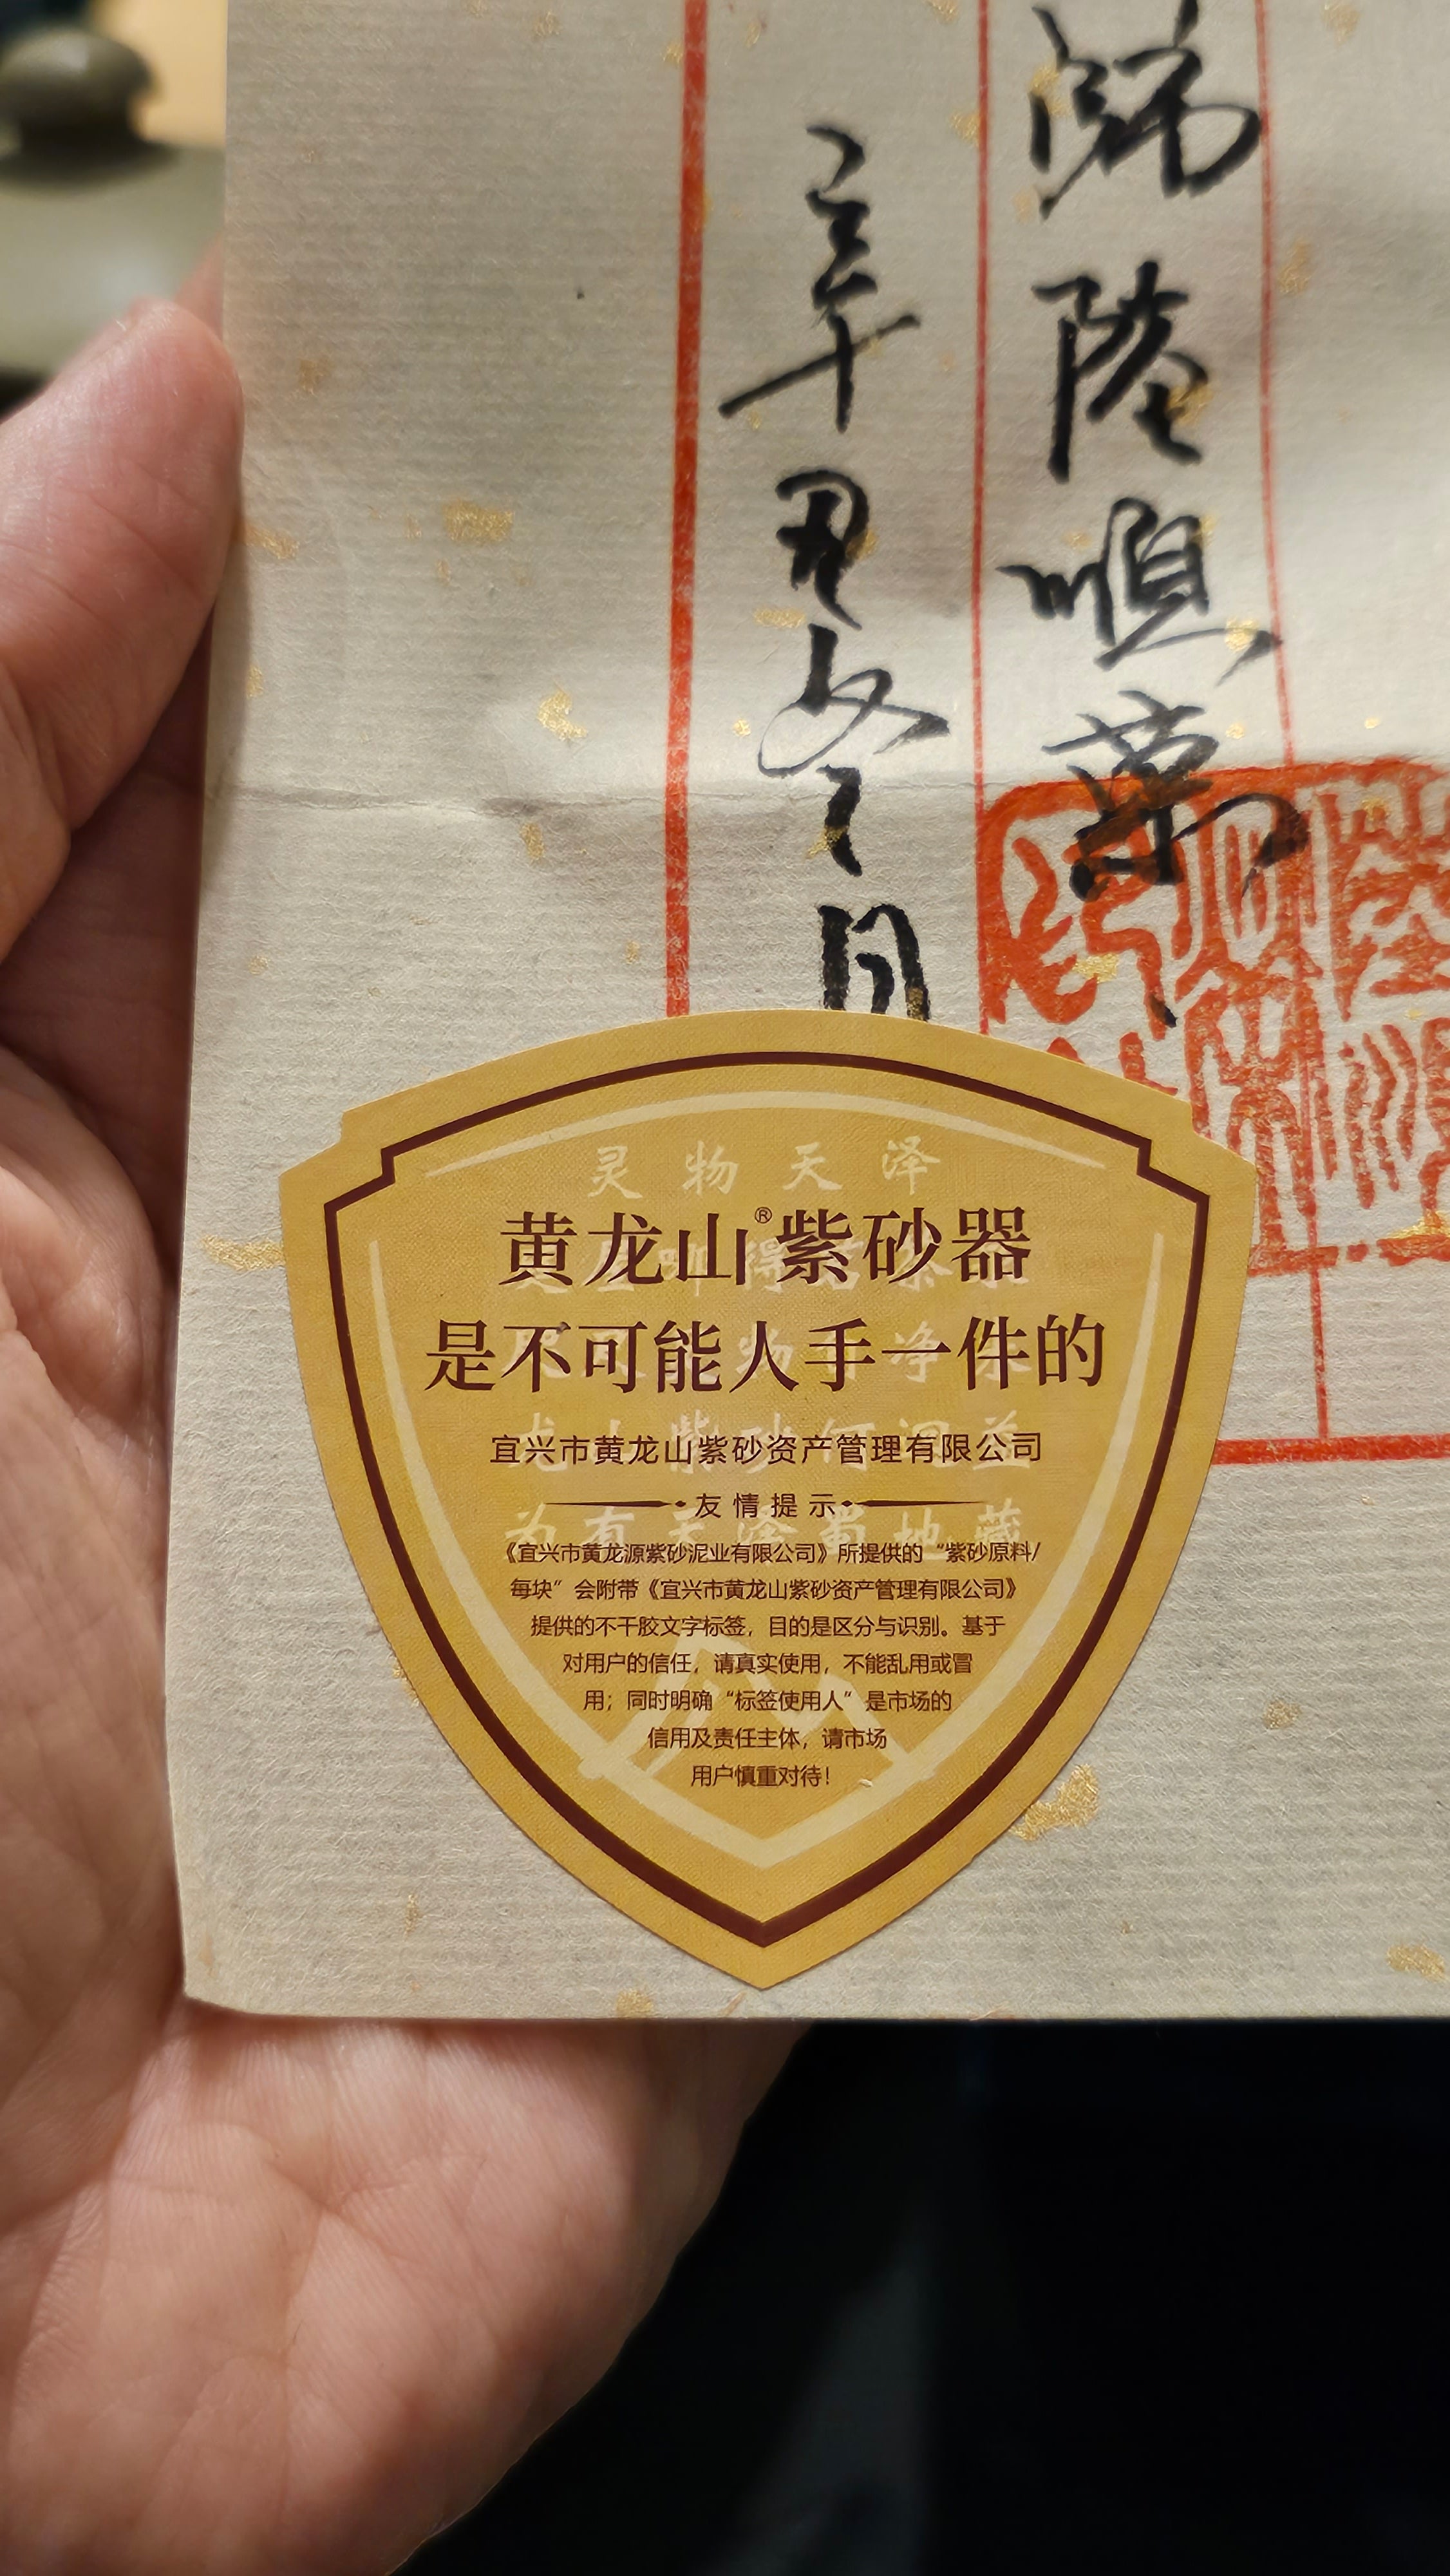 陸順
冬月
灵物天泽
黄龙山®紫砂器
是不可能人手一件的
宜兴市黄龙山紫砂资产管理有限公司
友情提示
《宜兴市黄龙源紫砂泥业有限公司》所提供的“紫砂原料/
每块”会附带《宜兴市黄龙山紫砂资产管理有限公司》
提供的不干胶文字标签，目的是区分与识别。基于
对用户的信任，请真实使用，不能乱用或冒
用；同时明确“标签使用人”是市场的
信用及责任主体，请市场
用户慎重对待！